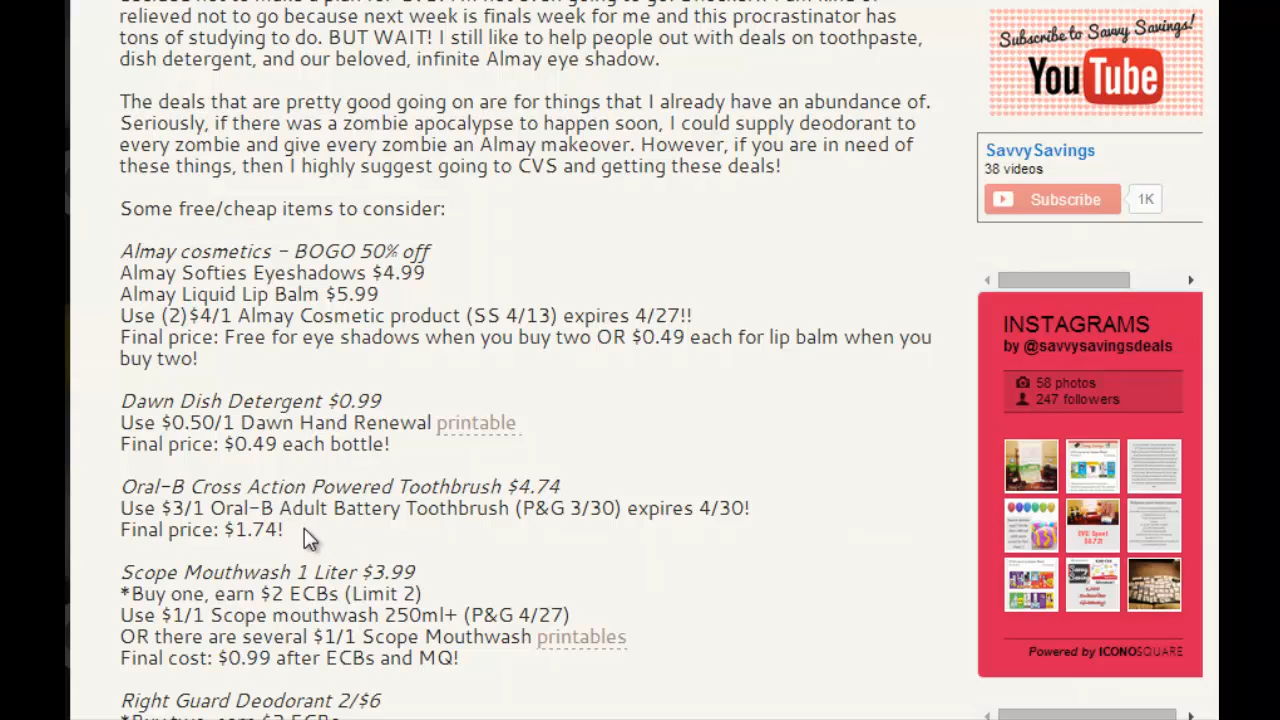 relieved not to go because next week is finals week for me and this procrastinator has
tons of studying to do. BUT WAIT! I still like to help people out with deals on toothpaste,
dish detergent, and our beloved, infinite Almay eye shadow.
The deals that are pretty good going on are for things that I already have an abundance of.
Seriously, if there was a zombie apocalypse to happen soon, I could supply deodorant to
every zombie and give every zombie an Almay makeover. However, if you are in need of
these things, then I highly suggest going to CVS and getting these deals!
Some free/cheap items to consider:
Almay cosmetics - BOGO 50% off
Almay Softies Eyeshadows $4.99
Almay Liquid Lip Balm $5.99
Use (2)$4/1 Almay Cosmetic product (SS 4/13) expires 4/27!!
Final price: Free for eye shadows when you buy two OR $0.49 each for lip balm when you
buy two!
Dawn Dish Detergent $0.99
Use $0.50/1 Dawn Hand Renewal printable
Final price: $0.49 each bottle!
Oral-B Cross Action Powered Toothbrush $4.74
Use $3/1 Oral-B Adult Battery Toothbrush (P&G 3/30) expires 4/30!
Final price: $1.74!
Scope Mouthwash 1 Liter $3.99
*Buy one, earn $2 ECBs (Limit 2)
Use $1/1 Scope mouthwash 250ml+ (P&G 4/27)
OR there are several $1/1 Scope Mouthwash printables
Final cost: $0.99 after ECBs and MQ!
Right Guard Deodorant 2/$6
Subscribe to Savvy Savings!
YouTube
SavvySavings
38 videos
Subscribe 1K
INSTAGRAMS
by @savvysavingsdeals
58 photos
247 followers
Powered by ICONOSQUARE